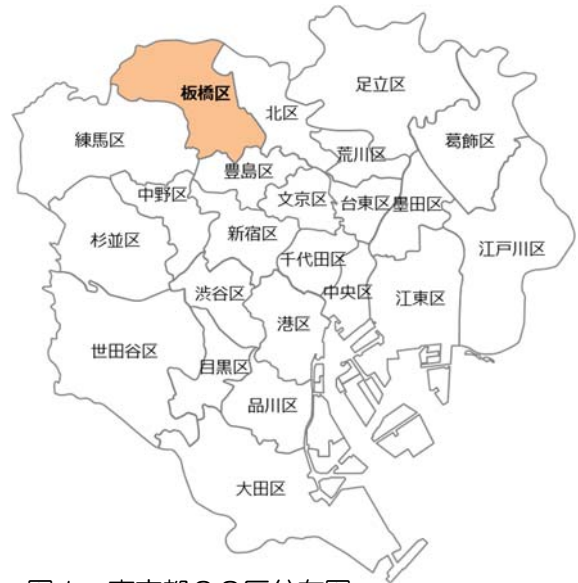 足立区
板橋区
北区
練馬区
葛飾区
荒川区
豊島区
中野区
文京区
台東区
墨田区
杉並区
新宿区
江戸川区
千代田区
渋谷区
中央区
江東区
港区
世田谷区
目黒区
品川区
大田区